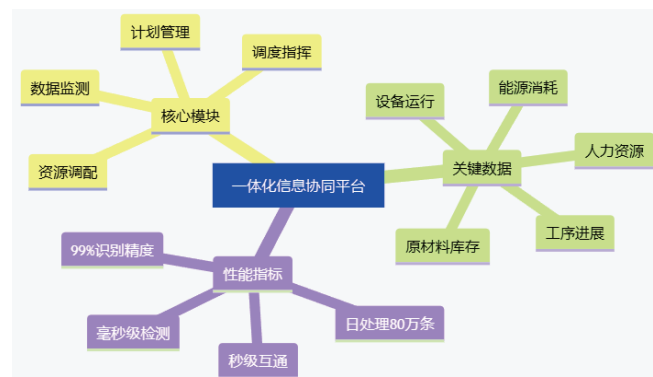 计划管理
调度指挥
数据监测
核心模块
资源调配
能源消耗
设备运行
人力资源
关键数据
一体化信息协同平台
工序进展
原材料库存
99%识别精度
性能指标
日处理80万条
毫秒级检测
秒级互通